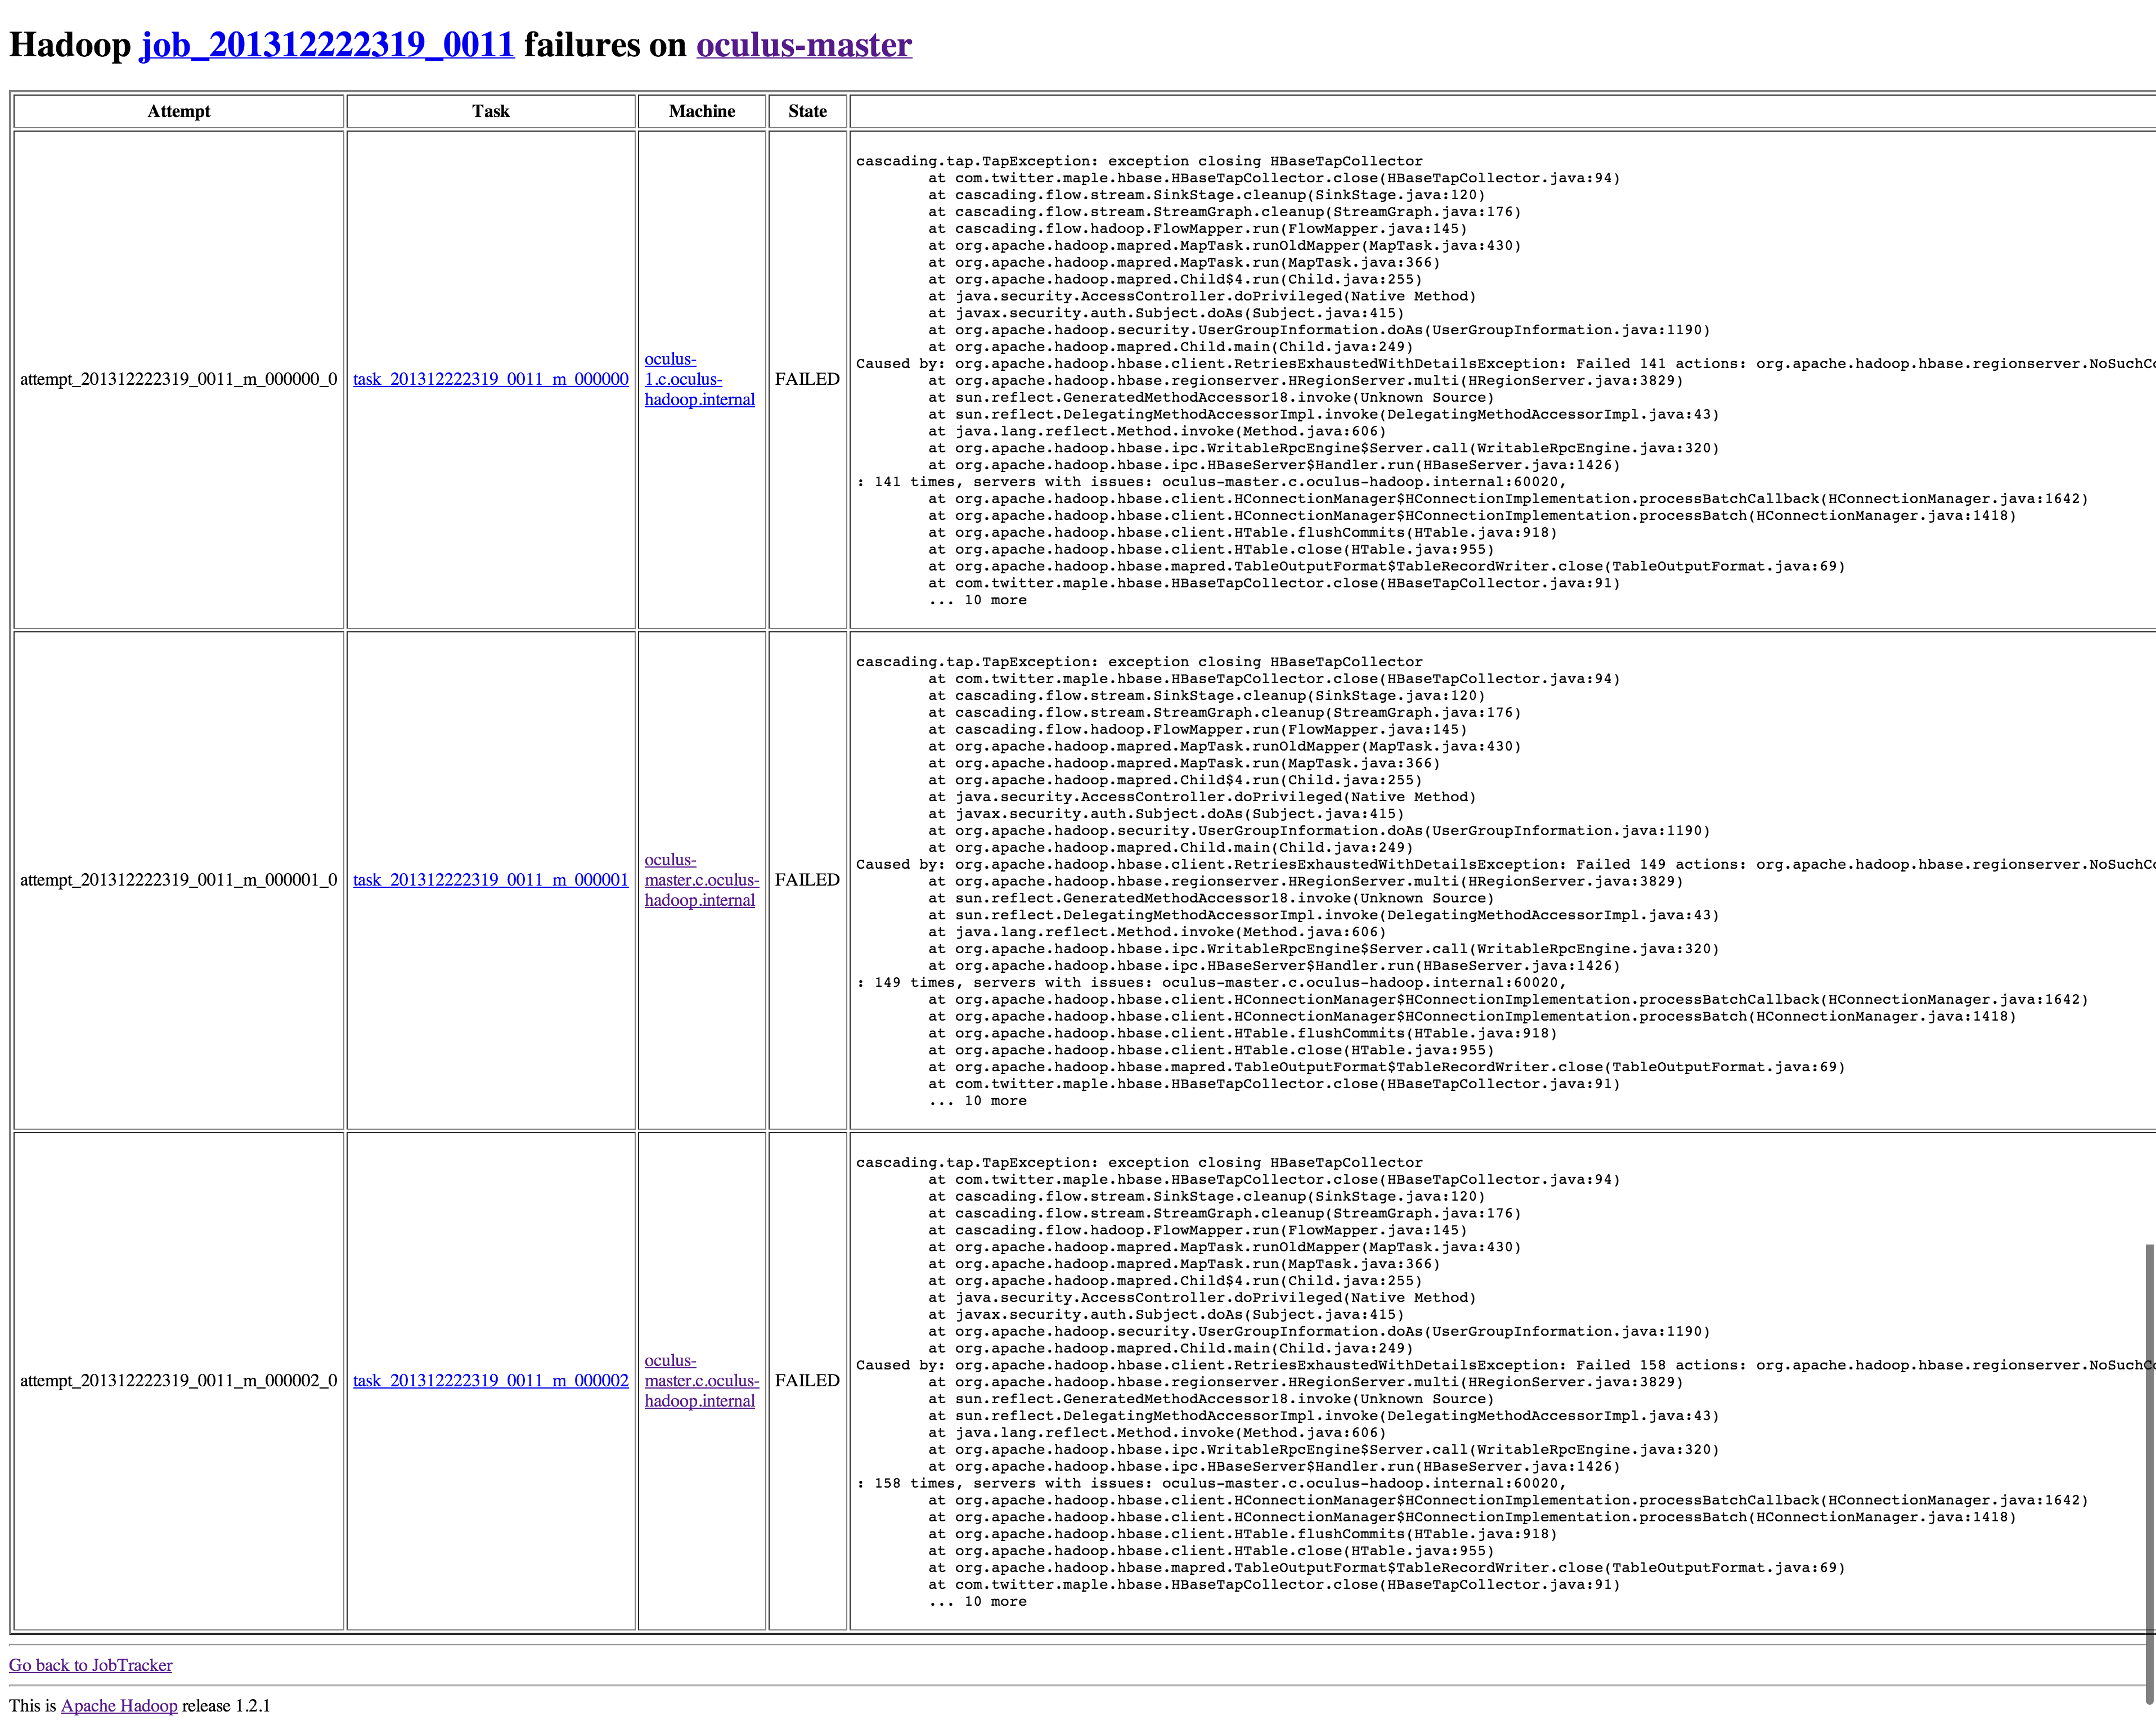 Hadoop job_201312222319_0011 failures on oculus-master
Attempt Task Machine State
attempt_201312222319_0011_m_000000_0 task_201312222319_0011_m_000000 oculus-
1.c.oculus-
hadoop.internal FAILED
cascading.tap.TapException: exception closing HBaseTapCollector
at com.twitter.maple.hbase.HBaseTapCollector.close(HBaseTapCollector.java:94)
at cascading.flow.stream.SinkStage.cleanup(SinkStage.java:120)
at cascading.flow.stream.StreamGraph.cleanup(StreamGraph.java:176)
at cascading.flow.hadoop.FlowMapper.run(FlowMapper.java:145)
at org.apache.hadoop.mapred.MapTask.runOldMapper(MapTask.java:430)
at org.apache.hadoop.mapred.MapTask.run(MapTask.java:366)
at org.apache.hadoop.mapred.Child$4.run(Child.java:255)
at java.security.AccessController.doPrivileged(Native Method)
at javax.security.auth.Subject.doAs(Subject.java:415)
at org.apache.hadoop.security.UserGroupInformation.doAs(UserGroupInformation.java:1190)
at org.apache.hadoop.mapred.Child.main(Child.java:249)
Caused by: org.apache.hadoop.hbase.client.RetriesExhaustedWithDetailsException: Failed 141 actions: org.apache.hadoop.hbase.regionserver.NoSuchC
at org.apache.hadoop.hbase.regionserver.HRegionServer.multi(HRegionServer.java:3829)
at sun.reflect.GeneratedMethodAccessor18.invoke(Unknown Source)
at sun.reflect.DelegatingMethodAccessorImpl.invoke(DelegatingMethodAccessorImpl.java:43)
at java.lang.reflect.Method.invoke(Method.java:606)
at org.apache.hadoop.hbase.ipc.WritableRpcEngine$Server.call(WritableRpcEngine.java:320)
at org.apache.hadoop.hbase.ipc.HBaseServer$Handler.run(HBaseServer.java:1426)
: 141 times, servers with issues: oculus-master.c.oculus-hadoop.internal:60020,
at org.apache.hadoop.hbase.client.HConnectionManager$HConnectionImplementation.processBatchCallback(HConnectionManager.java:1642)
at org.apache.hadoop.hbase.client.HConnectionManager$HConnectionImplementation.processBatch(HConnectionManager.java:1418)
at org.apache.hadoop.hbase.client.HTable.flushCommits(HTable.java:918)
at org.apache.hadoop.hbase.client.HTable.close(HTable.java:955)
at org.apache.hadoop.hbase.mapred.TableOutputFormat$TableRecordWriter.close(TableOutputFormat.java:69)
at com.twitter.maple.hbase.HBaseTapCollector.close(HBaseTapCollector.java:91)
... 10 more
attempt_201312222319_0011_m_000001_0 task_201312222319_0011_m_000001 oculus-
master.c.oculus-
hadoop.internal FAILED
cascading.tap.TapException: exception closing HBaseTapCollector
at com.twitter.maple.hbase.HBaseTapCollector.close(HBaseTapCollector.java:94)
at cascading.flow.stream.SinkStage.cleanup(SinkStage.java:120)
at cascading.flow.stream.StreamGraph.cleanup(StreamGraph.java:176)
at cascading.flow.hadoop.FlowMapper.run(FlowMapper.java:145)
at org.apache.hadoop.mapred.MapTask.runOldMapper(MapTask.java:430)
at org.apache.hadoop.mapred.MapTask.run(MapTask.java:366)
at org.apache.hadoop.mapred.Child$4.run(Child.java:255)
at java.security.AccessController.doPrivileged(Native Method)
at javax.security.auth.Subject.doAs(Subject.java:415)
at org.apache.hadoop.security.UserGroupInformation.doAs(UserGroupInformation.java:1190)
at org.apache.hadoop.mapred.Child.main(Child.java:249)
Caused by: org.apache.hadoop.hbase.client.RetriesExhaustedWithDetailsException: Failed 149 actions: org.apache.hadoop.hbase.regionserver.NoSuchC
at org.apache.hadoop.hbase.regionserver.HRegionServer.multi(HRegionServer.java:3829)
at sun.reflect.GeneratedMethodAccessor18.invoke(Unknown Source)
at sun.reflect.DelegatingMethodAccessorImpl.invoke(DelegatingMethodAccessorImpl.java:43)
at java.lang.reflect.Method.invoke(Method.java:606)
at org.apache.hadoop.hbase.ipc.WritableRpcEngine$Server.call(WritableRpcEngine.java:320)
at org.apache.hadoop.hbase.ipc.HBaseServer$Handler.run(HBaseServer.java:1426)
: 149 times, servers with issues: oculus-master.c.oculus-hadoop.internal:60020,
at org.apache.hadoop.hbase.client.HConnectionManager$HConnectionImplementation.processBatchCallback(HConnectionManager.java:1642)
at org.apache.hadoop.hbase.client.HConnectionManager$HConnectionImplementation.processBatch(HConnectionManager.java:1418)
at org.apache.hadoop.hbase.client.HTable.flushCommits(HTable.java:918)
at org.apache.hadoop.hbase.client.HTable.close(HTable.java:955)
at org.apache.hadoop.hbase.mapred.TableOutputFormat$TableRecordWriter.close(TableOutputFormat.java:69)
at com.twitter.maple.hbase.HBaseTapCollector.close(HBaseTapCollector.java:91)
... 10 more
attempt_201312222319_0011_m_000002_0 task_201312222319_0011_m_000002 oculus-
master.c.oculus-
hadoop.internal FAILED
cascading.tap.TapException: exception closing HBaseTapCollector
at com.twitter.maple.hbase.HBaseTapCollector.close(HBaseTapCollector.java:94)
at cascading.flow.stream.SinkStage.cleanup(SinkStage.java:120)
at cascading.flow.stream.StreamGraph.cleanup(StreamGraph.java:176)
at cascading.flow.hadoop.FlowMapper.run(FlowMapper.java:145)
at org.apache.hadoop.mapred.MapTask.runOldMapper(MapTask.java:430)
at org.apache.hadoop.mapred.MapTask.run(MapTask.java:366)
at org.apache.hadoop.mapred.Child$4.run(Child.java:255)
at java.security.AccessController.doPrivileged(Native Method)
at javax.security.auth.Subject.doAs(Subject.java:415)
at org.apache.hadoop.security.UserGroupInformation.doAs(UserGroupInformation.java:1190)
at org.apache.hadoop.mapred.Child.main(Child.java:249)
Caused by: org.apache.hadoop.hbase.client.RetriesExhaustedWithDetailsException: Failed 158 actions: org.apache.hadoop.hbase.regionserver.NoSuchC
at org.apache.hadoop.hbase.regionserver.HRegionServer.multi(HRegionServer.java:3829)
at sun.reflect.GeneratedMethodAccessor18.invoke(Unknown Source)
at sun.reflect.DelegatingMethodAccessorImpl.invoke(DelegatingMethodAccessorImpl.java:43)
at java.lang.reflect.Method.invoke(Method.java:606)
at org.apache.hadoop.hbase.ipc.WritableRpcEngine$Server.call(WritableRpcEngine.java:320)
at org.apache.hadoop.hbase.ipc.HBaseServer$Handler.run(HBaseServer.java:1426)
: 158 times, servers with issues: oculus-master.c.oculus-hadoop.internal:60020,
at org.apache.hadoop.hbase.client.HConnectionManager$HConnectionImplementation.processBatchCallback(HConnectionManager.java:1642)
at org.apache.hadoop.hbase.client.HConnectionManager$HConnectionImplementation.processBatch(HConnectionManager.java:1418)
at org.apache.hadoop.hbase.client.HTable.flushCommits(HTable.java:918)
at org.apache.hadoop.hbase.client.HTable.close(HTable.java:955)
at org.apache.hadoop.hbase.mapred.TableOutputFormat$TableRecordWriter.close(TableOutputFormat.java:69)
at com.twitter.maple.hbase.HBaseTapCollector.close(HBaseTapCollector.java:91)
... 10 more
Go back to JobTracker
This is Apache Hadoop release 1.2.1